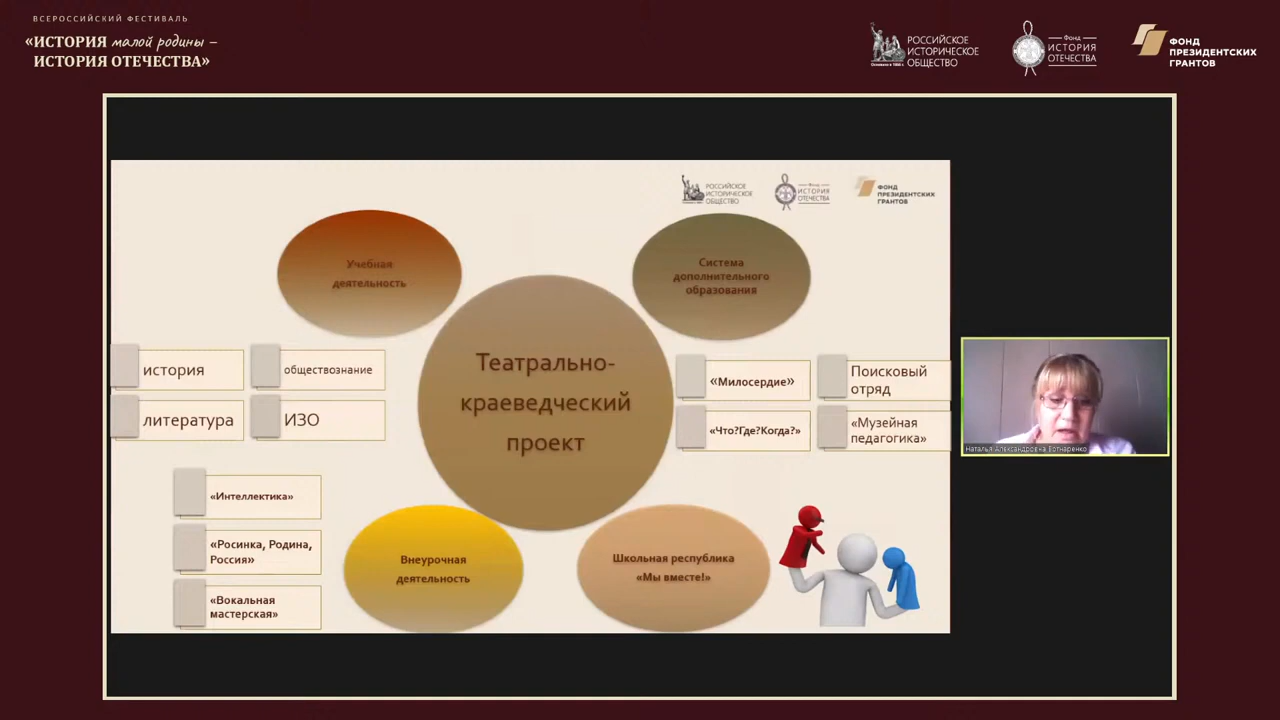 ВСЕРОССИЙСКИЙ ФЕСТИВАЛЬ
«ИСТОРИЯ малой родины –
ИСТОРИЯ ОТЕЧЕСТВА»
РОССИЙСКОЕ
ИСТОРИЧЕСКОЕ
ОБЩЕСТВО
Основано в 1866 г.
Фонд
ИСТОРИЯ
ОТЕЧЕСТВА
ФОНД
ПРЕЗИДЕНТСКИХ
ГРАНТОВ
РОССИЙСКОЕ
ИСТОРИЧЕСКОЕ
ОБЩЕСТВО
Фонд
ИСТОРИЯ
ОТЕЧЕСТВА
ФОНД
ПРЕЗИДЕНТСКИХ
ГРАНТОВ
Учебная
деятельность
Система
дополнительного
образования
Театрально-
краеведческий
проект
история
обществознание
литература
ИЗО
«Милосердие»
Поисковый
отряд
«Что?Где?Когда?»
«Музейная
педагогика»
«Интеллектика»
«Росинка, Родина,
Россия»
«Вокальная
мастерская»
Внеурочная
деятельность
Школьная республика
«Мы вместе!»
Наталья Александровна